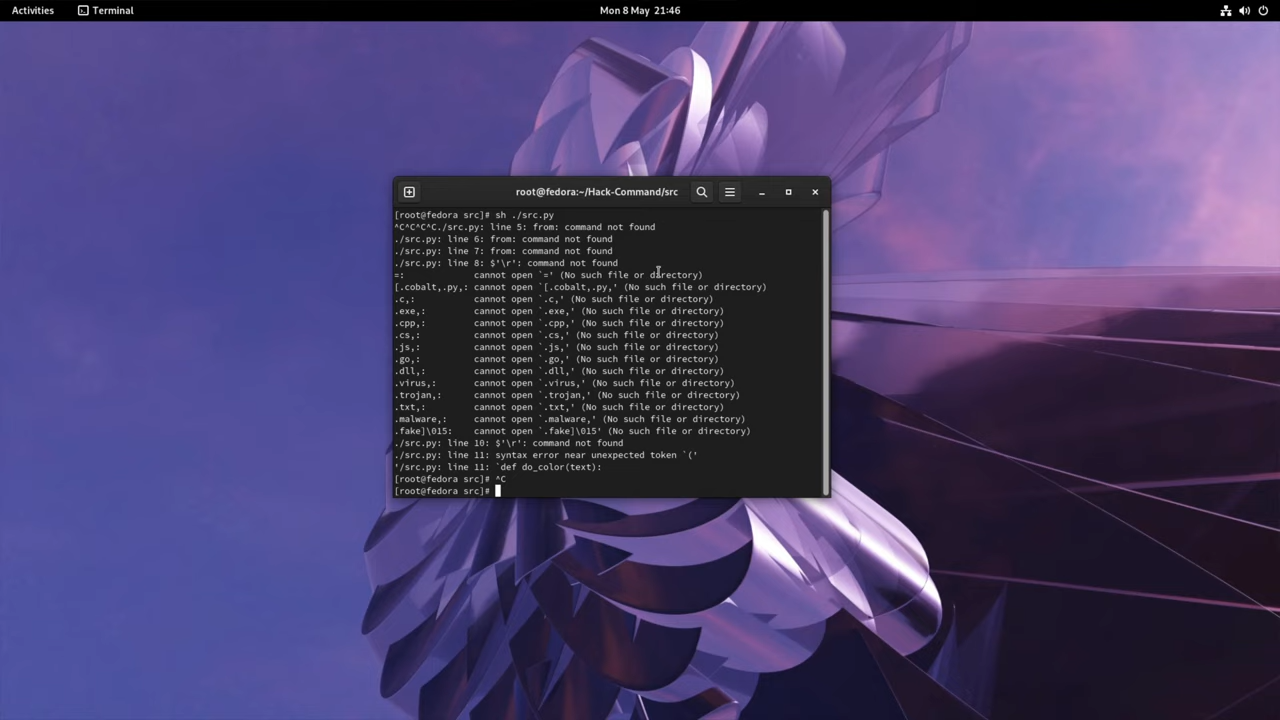 Activities Terminal Mon 8 May 21:46
root@fedora:~/Hack-Command/src
[root@fedora src]# sh ./src.py
^C^C^C^C./src.py: line 5: from: command not found
./src.py: line 6: from: command not found
./src.py: line 7: from: command not found
./src.py: line 8: $'\r': command not found
=: cannot open `=' (No such file or directory)
[.cobalt,.py,: cannot open `[.cobalt,.py,' (No such file or directory)
.c,: cannot open `.c,' (No such file or directory)
.exe,: cannot open `.exe,' (No such file or directory)
.cpp,: cannot open `.cpp,' (No such file or directory)
.cs,: cannot open `.cs,' (No such file or directory)
.js,: cannot open `.js,' (No such file or directory)
.go,: cannot open `.go,' (No such file or directory)
.dll,: cannot open `.dll,' (No such file or directory)
.virus,: cannot open `.virus,' (No such file or directory)
.trojan,: cannot open `.trojan,' (No such file or directory)
.txt,: cannot open `.txt,' (No such file or directory)
.malware,: cannot open `.malware,' (No such file or directory)
.fake]\015: cannot open `.fake]\015' (No such file or directory)
./src.py: line 10: $'\r': command not found
./src.py: line 11: syntax error near unexpected token `('
'/src.py: line 11: `def do_color(text):
[root@fedora src]# ^C
[root@fedora src]#